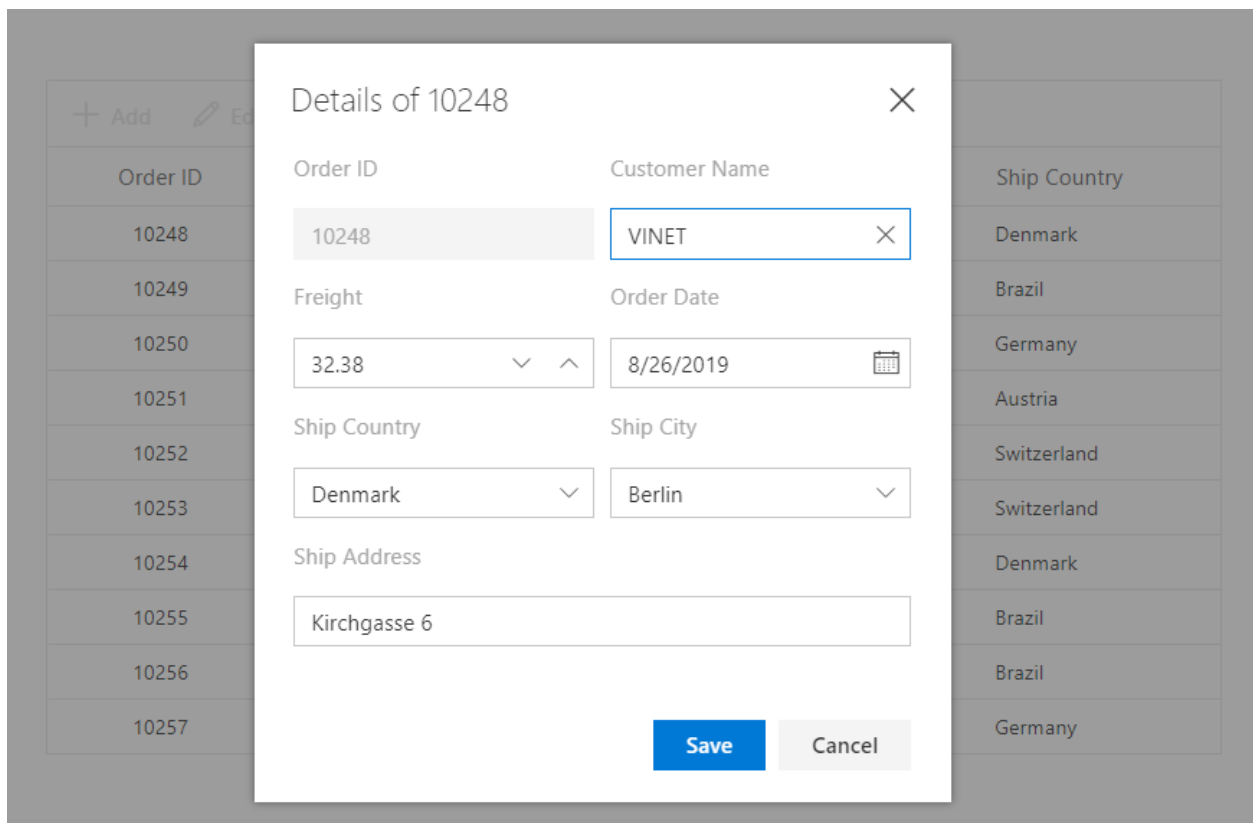 Details of 10248
Add Ed
Order ID Customer Name
Order ID Ship Country
10248 VINET
10248 Denmark
Freight Order Date
10249 Brazil
10250 Germany
32.38 8/26/2019
10251 Austria
Ship Country Ship City
10252 Switzerland
Denmark Berlin
10253 Switzerland
Ship Address
10254 Denmark
10255 Brazil
Kirchgasse 6
10256 Brazil
10257 Germany
Save Cancel